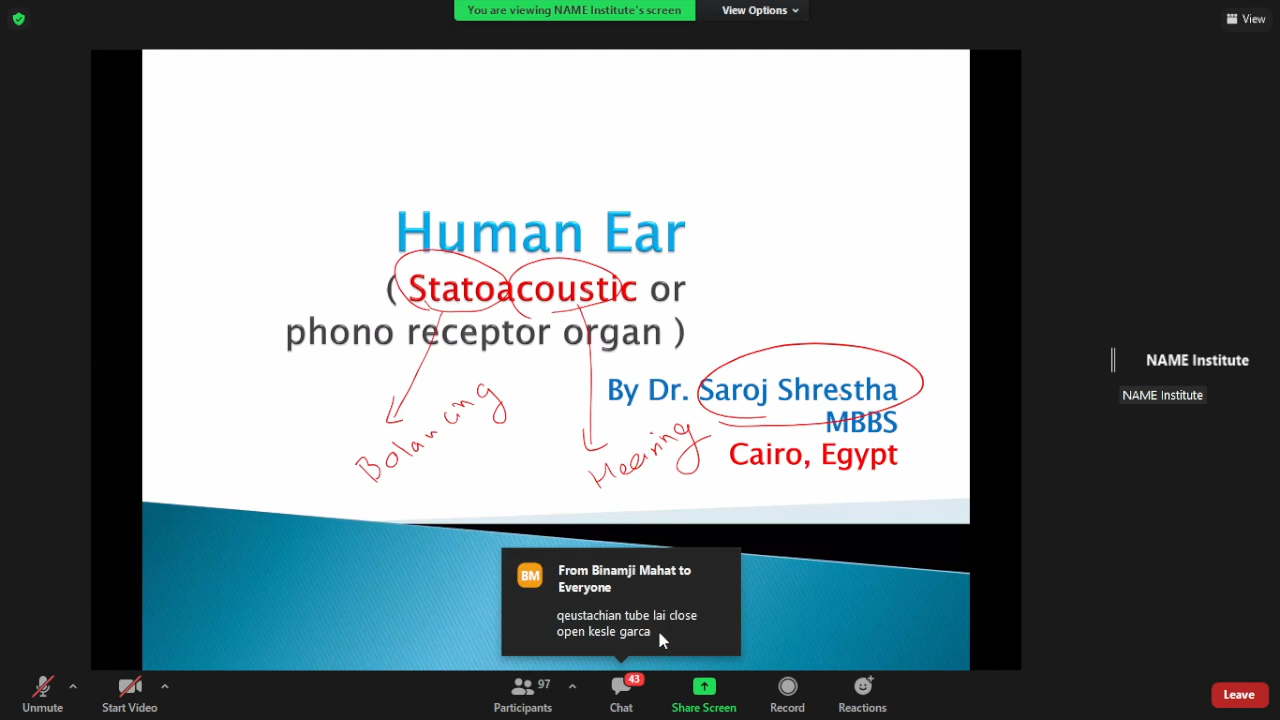 You are viewing NAME Institute's screen
View Options
View
Human Ear
( Statoacoustic or
phono receptor organ )
By Dr. Saroj Shrestha
MBBS
Cairo, Egypt
Bolancing
Hearing
NAME Institute
NAME Institute
BM
From Binamji Mahat to
Everyone
qeustachian tube lai close
open kesle garca
Unmute
Start Video
97
Participants
43
Chat
Share Screen
Record
Reactions
Leave